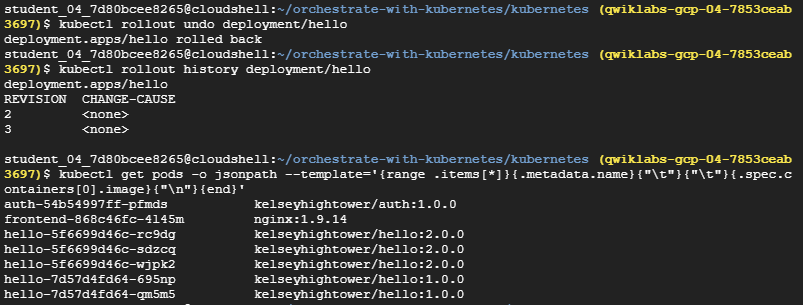 student_04_7d80bcee8265@cloudshell:~/orchestrate-with-kubernetes/kubernetes (qwiklabs-gcp-04-7853ceab
3697)$ kubectl rollout undo deployment/hello
deployment.apps/hello rolled back
student_04_7d80bcee8265@cloudshell:~/orchestrate-with-kubernetes/kubernetes (qwiklabs-gcp-04-7853ceab
3697)$ kubectl rollout history deployment/hello
deployment.apps/hello
REVISION  CHANGE-CAUSE
2         <none>
3         <none>
student_04_7d80bcee8265@cloudshell:~/orchestrate-with-kubernetes/kubernetes (qwiklabs-gcp-04-7853ceab
3697)$ kubectl get pods -o jsonpath --template='{range .items[*]}{.metadata.name}{"\t"}{"\t"}{.spec.c
ontainers[0].image}{"\n"}{end}'
auth-54b54997ff-pfmds           kelseyhightower/auth:1.0.0
frontend-868c46fc-4l45m         nginx:1.9.14
hello-5f6699d46c-rc9dg          kelseyhightower/hello:2.0.0
hello-5f6699d46c-sdzcq          kelseyhightower/hello:2.0.0
hello-5f6699d46c-wjpk2          kelseyhightower/hello:2.0.0
hello-7d57d4fd64-695np          kelseyhightower/hello:1.0.0
hello-7d57d4fd64-qm5m5          kelseyhightower/hello:1.0.0